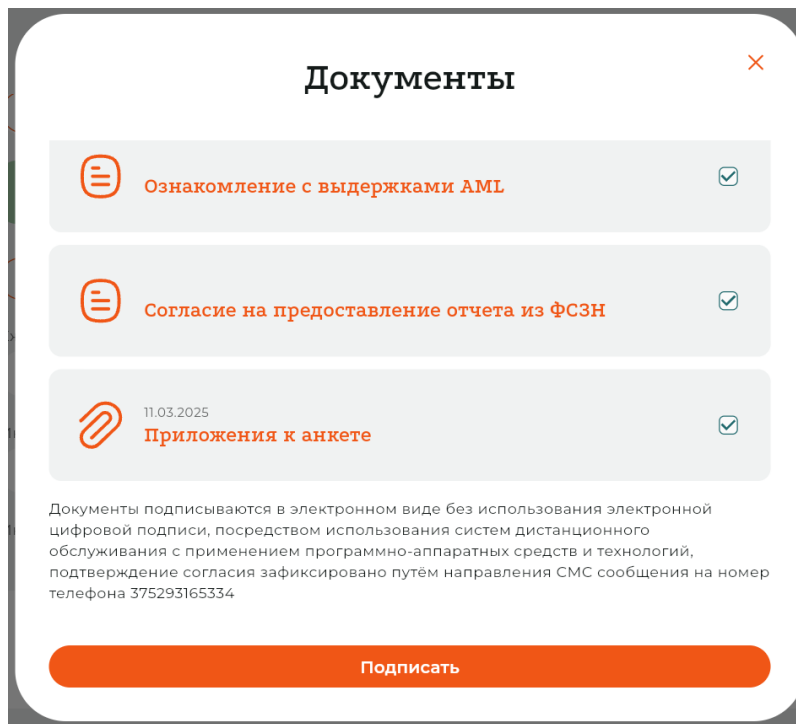 Документы
Ознакомление с выдержками AML
Согласие на предоставление отчета из ФСЗН
11.03.2025
Приложения к анкете
Документы подписываются в электронном виде без использования электронной
цифровой подписи, посредством использования систем дистанционного
обслуживания с применением программно-аппаратных средств и технологий,
подтверждение согласия зафиксировано путём направления СМС сообщения на номер
телефона 375293165334
Подписать